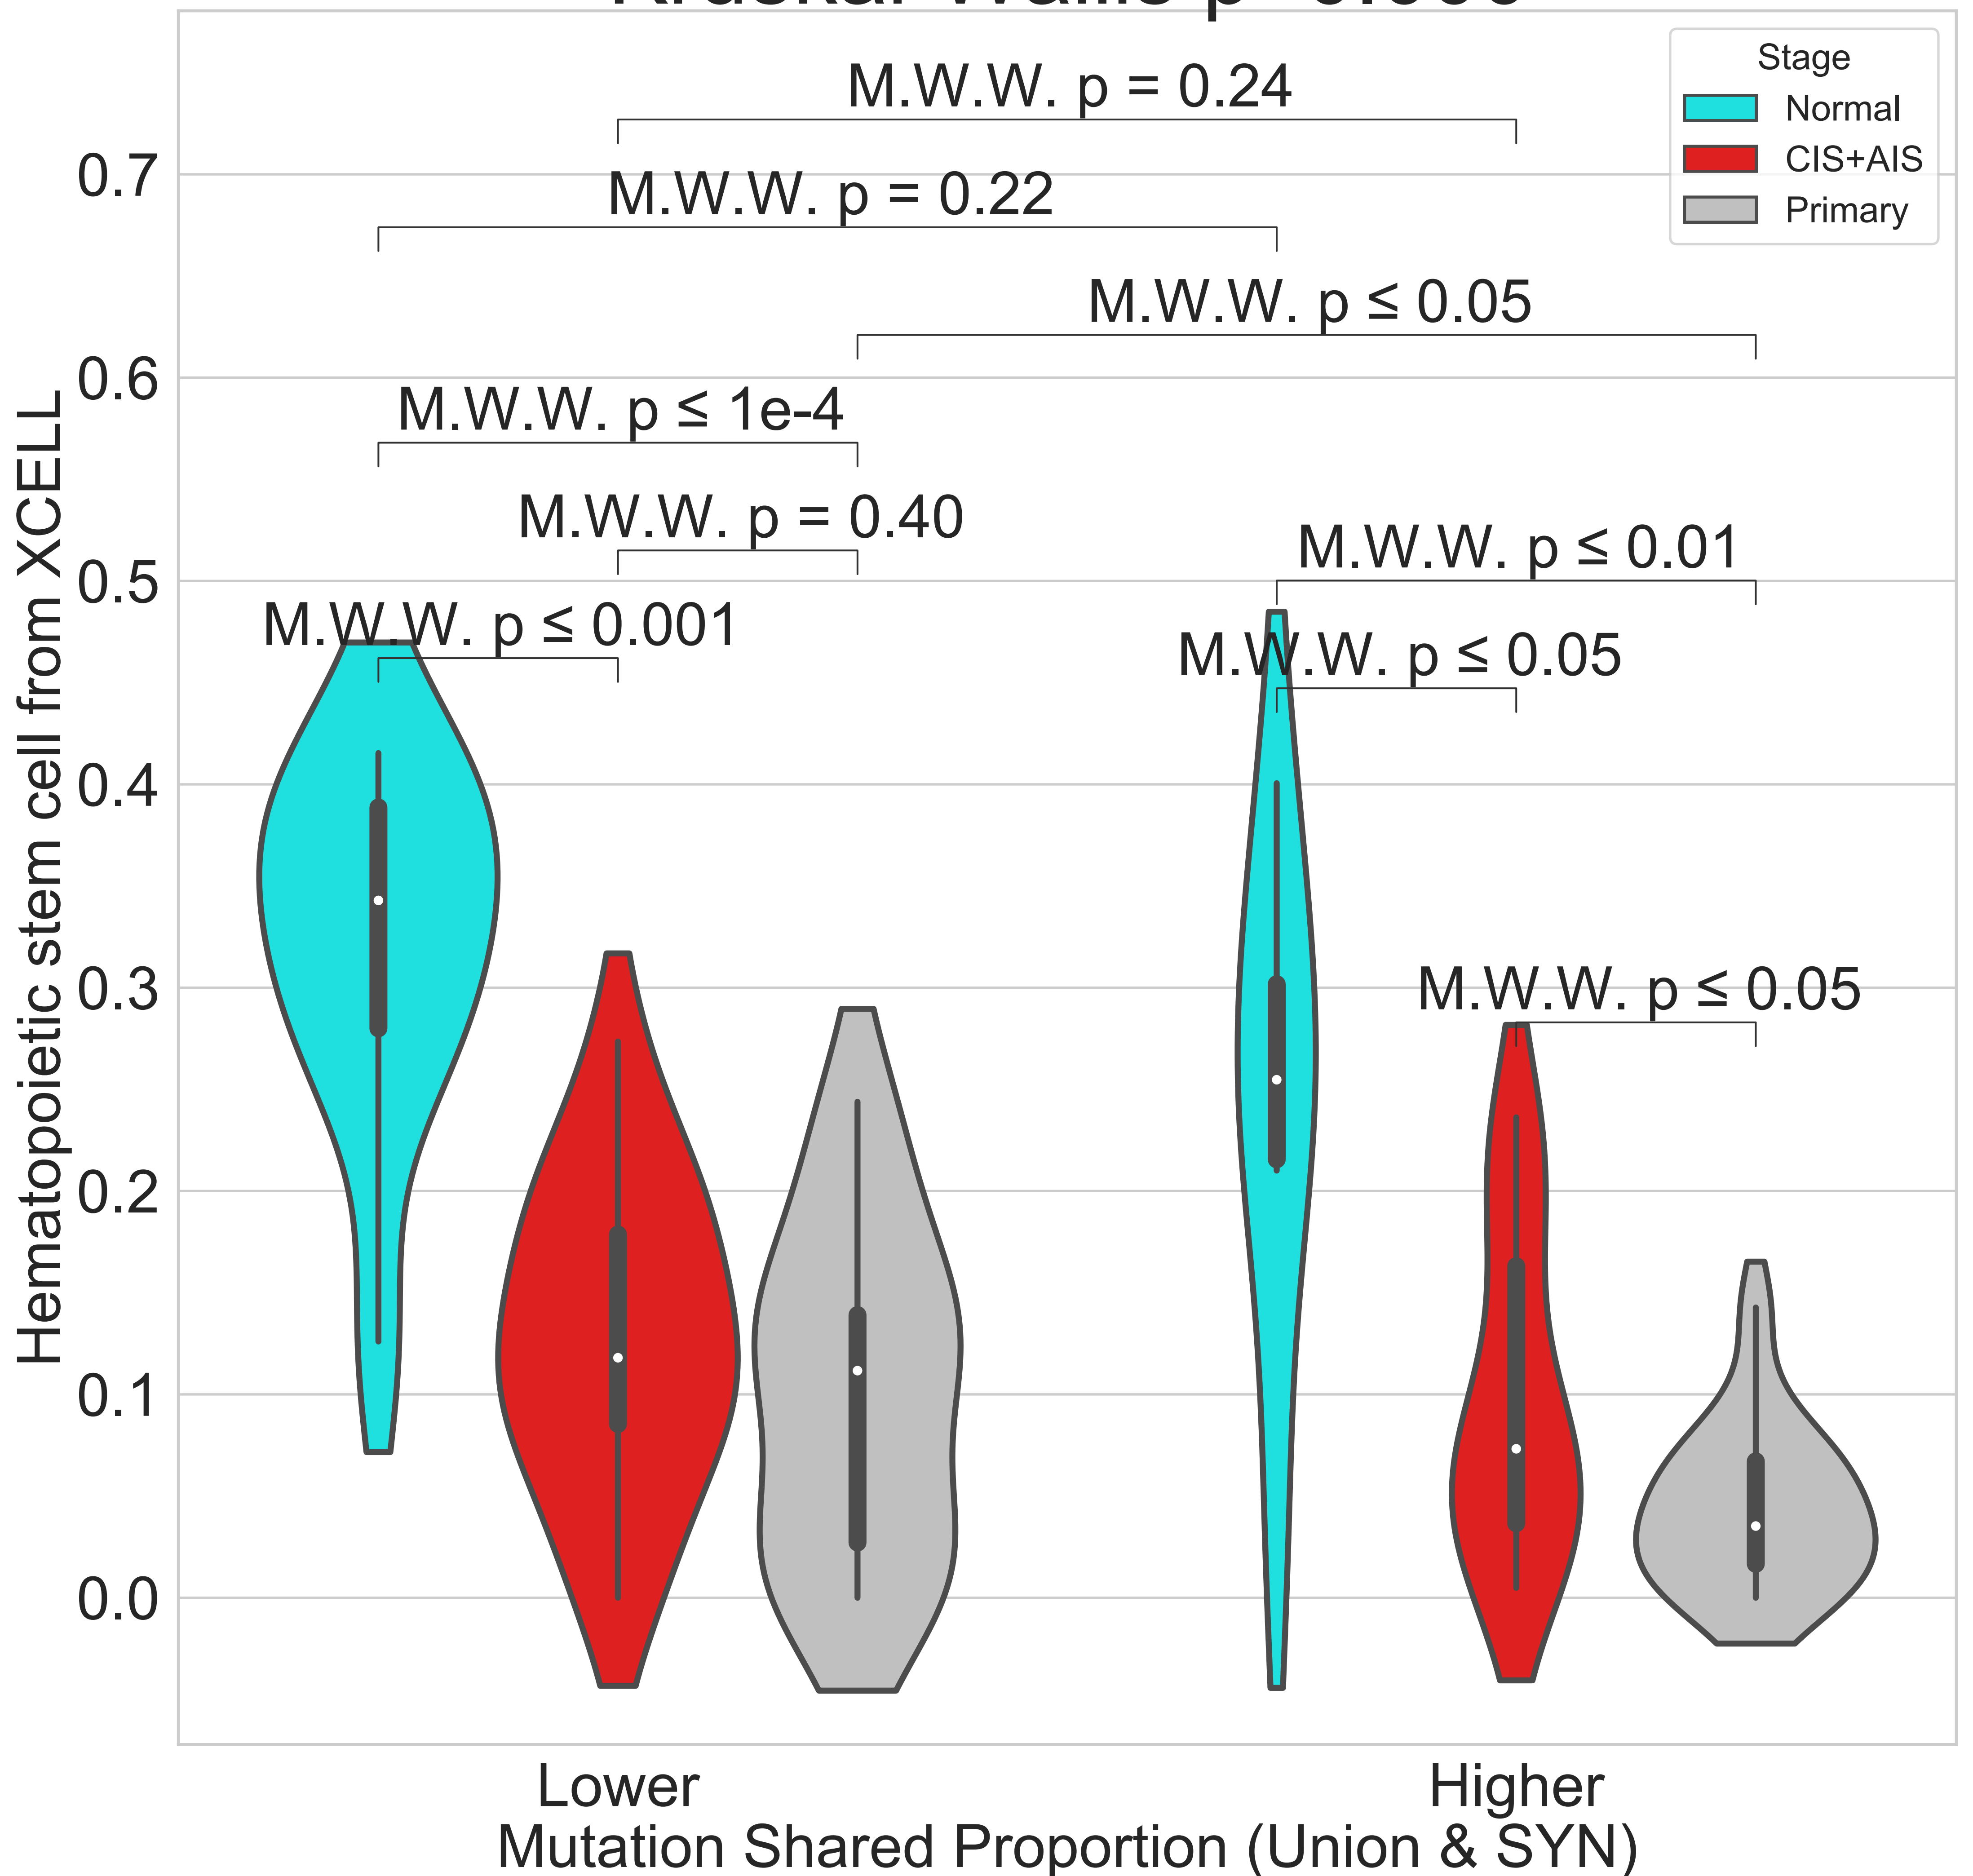 Stage
Normal
CIS+AIS
Primary
M.W.W. p = 0.24
M.W.W. p = 0.22
M.W.W. p ≤ 0.05
M.W.W. p ≤ 1e-4
M.W.W. p = 0.40
M.W.W. p ≤ 0.01
M.W.W. p ≤ 0.001
M.W.W. p ≤ 0.05
M.W.W. p ≤ 0.05
0.7
0.6
0.5
0.4
0.3
0.2
0.1
0.0
Hematopoietic stem cell from XCELL
Lower
Higher
Mutation Shared Proportion (Union & SYN)